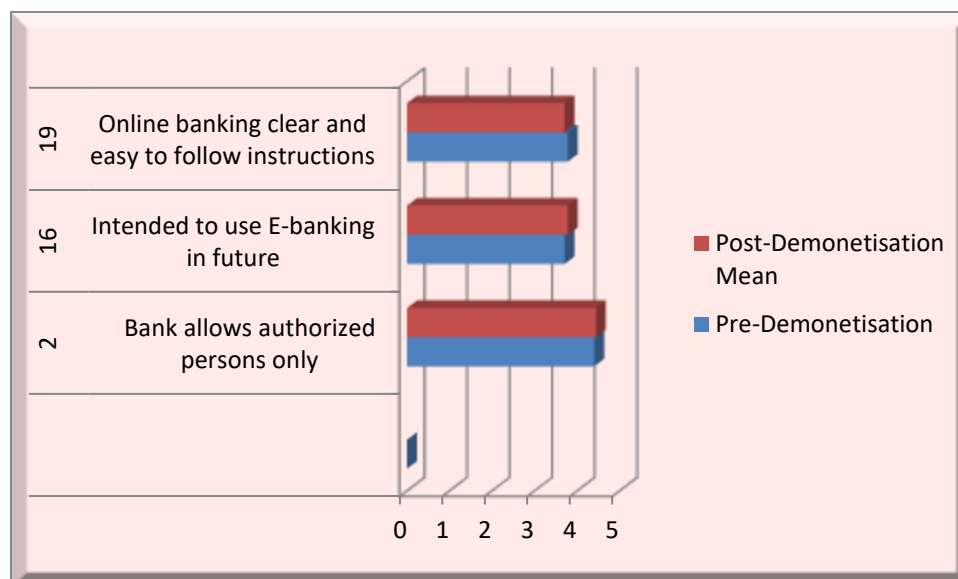 19
Online banking clear and
easy to follow instructions
16
Intended to use E-banking
in future
2
Bank allows authorized
persons only
0 1 2 3 4 5
Post-Demonetisation
Mean
Pre-Demonetisation